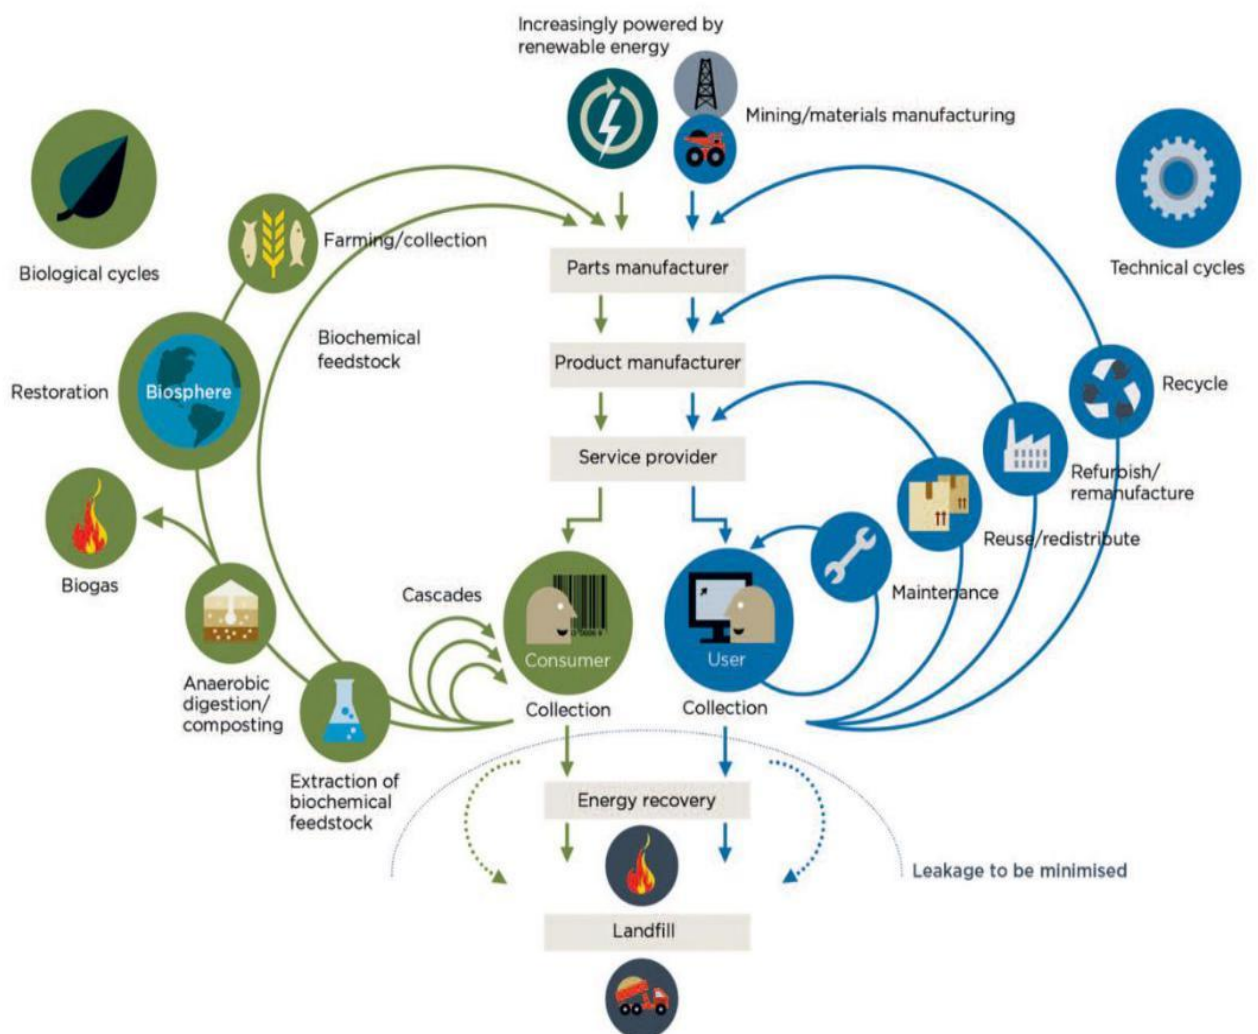 Increasingly powered by
renewable energy
Mining/materials manufacturing
Biological cycles
Technical cycles
Farming/collection
Parts manufacturer
Biochemical
feedstock
Product manufacturer
Restoration
Biosphere
Recycle
Service provider
Refurbish/
remanufacture
Reuse/redistribute
Biogas
Cascades
Maintenance
Consumer
User
Anaerobic
digestion/
composting
Collection
Collection
Extraction of
biochemical
feedstock
Energy recovery
Leakage to be minimised
Landfill